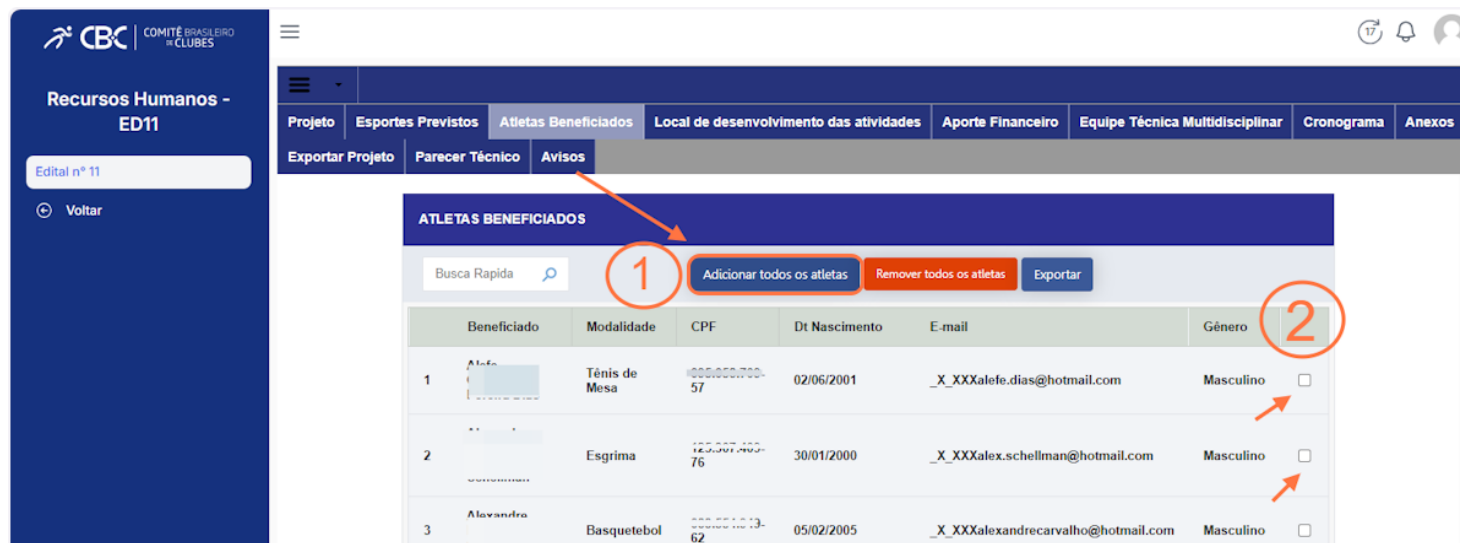 CBC COMITÊ BRASILEIRO
DE CLUBES
17
Recursos Humanos -
ED11
Edital nº 11
Voltar
Projeto Esportes Previstos Atletas Beneficiados Local de desenvolvimento das atividades Aporte Financeiro Equipe Técnica Multidisciplinar Cronograma Anexos
Exportar Projeto Parecer Técnico Avisos
ATLETAS BENEFICIADOS
Busca Rapida 1 Adicionar todos os atletas Remover todos os atletas Exportar
2
Beneficiado Modalidade CPF Dt Nascimento E-mail Gênero
1 Tênis de
Mesa 57 02/06/2001 _X_XXXalefe.dias@hotmail.com Masculino
2 Esgrima 76 30/01/2000 _X_XXXalex.schellman@hotmail.com Masculino
3 Alexandre Basquetebol 62 05/02/2005 _X_XXXalexandrecarvalho@hotmail.com Masculino